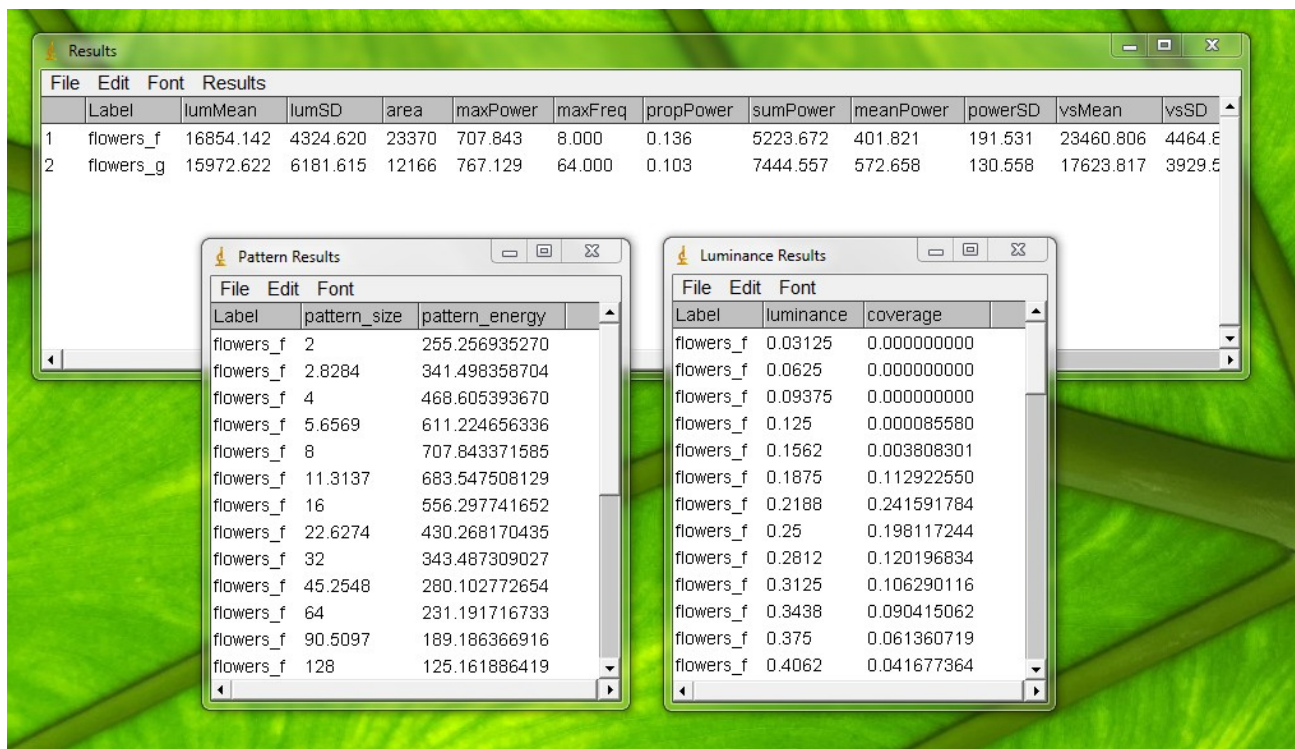 Results
File Edit Font Results
Label lumMean lumSD area maxPower maxFreq propPower sumPower meanPower powerSD vsMean vsSD
1 flowers_f 16854.142 4324.620 23370 707.843 8.000 0.136 5223.672 401.821 191.531 23460.806 4464.8
2 flowers_g 15972.622 6181.615 12166 767.129 64.000 0.103 7444.557 572.658 130.558 17623.817 3929.5
Pattern Results
File Edit Font
Label pattern_size pattern_energy
flowers_f 2 255.256935270
flowers_f 2.8284 341.498358704
flowers_f 4 468.605393670
flowers_f 5.6569 611.224656336
flowers_f 8 707.843371585
flowers_f 11.3137 683.547508129
flowers_f 16 556.297741652
flowers_f 22.6274 430.268170435
flowers_f 32 343.487309027
flowers_f 45.2548 280.102772654
flowers_f 64 231.191716733
flowers_f 90.5097 189.186366916
flowers_f 128 125.161886419
Luminance Results
File Edit Font
Label luminance coverage
flowers_f 0.03125 0.000000000
flowers_f 0.0625 0.000000000
flowers_f 0.09375 0.000000000
flowers_f 0.125 0.000085580
flowers_f 0.1562 0.003808301
flowers_f 0.1875 0.112922550
flowers_f 0.2188 0.241591784
flowers_f 0.25 0.198117244
flowers_f 0.2812 0.120196834
flowers_f 0.3125 0.106290116
flowers_f 0.3438 0.090415062
flowers_f 0.375 0.061360719
flowers_f 0.4062 0.041677364